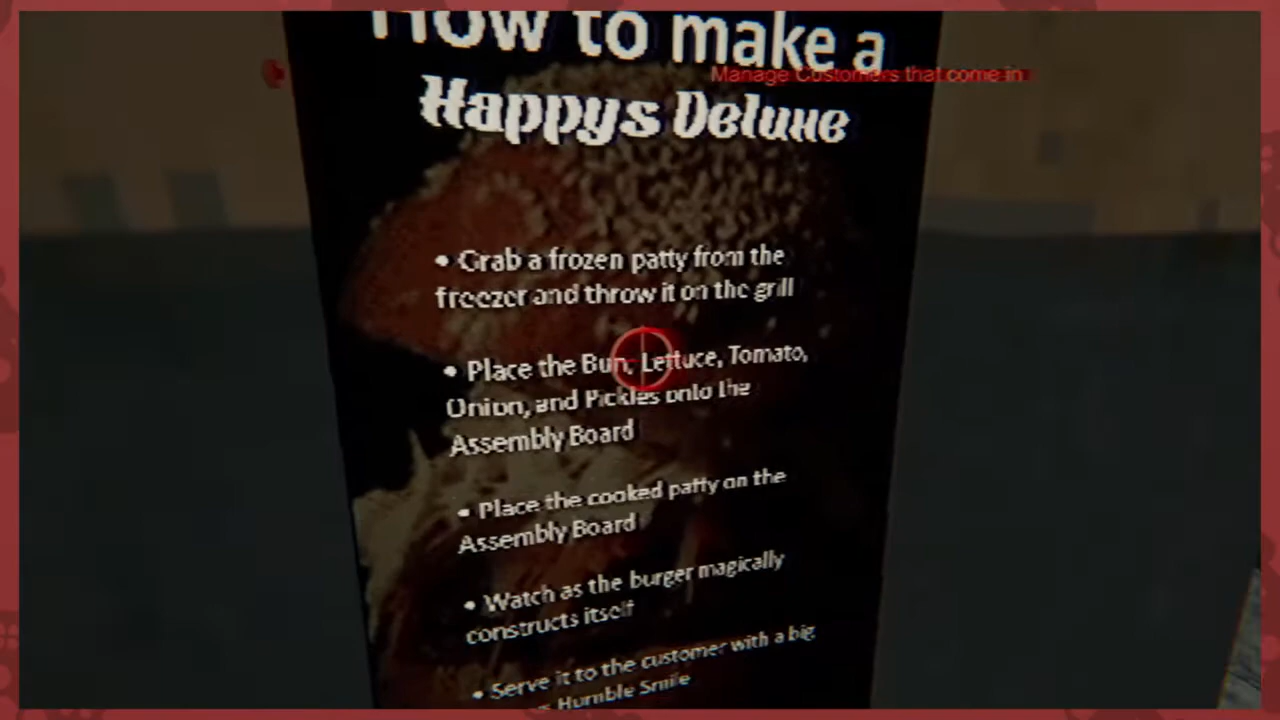 How to make a
Manage Customers that come in
Happys Deluxe
• Grab a frozen patty from the
freezer and throw it on the grill
• Place the Bun, Lettuce, Tomato,
Onion, and Pickles onto the
Assembly Board
• Place the cooked patty on the
Assembly Board
• Watch as the burger magically
constructs itself
• Serve it to the customer with a big
Humble Smile